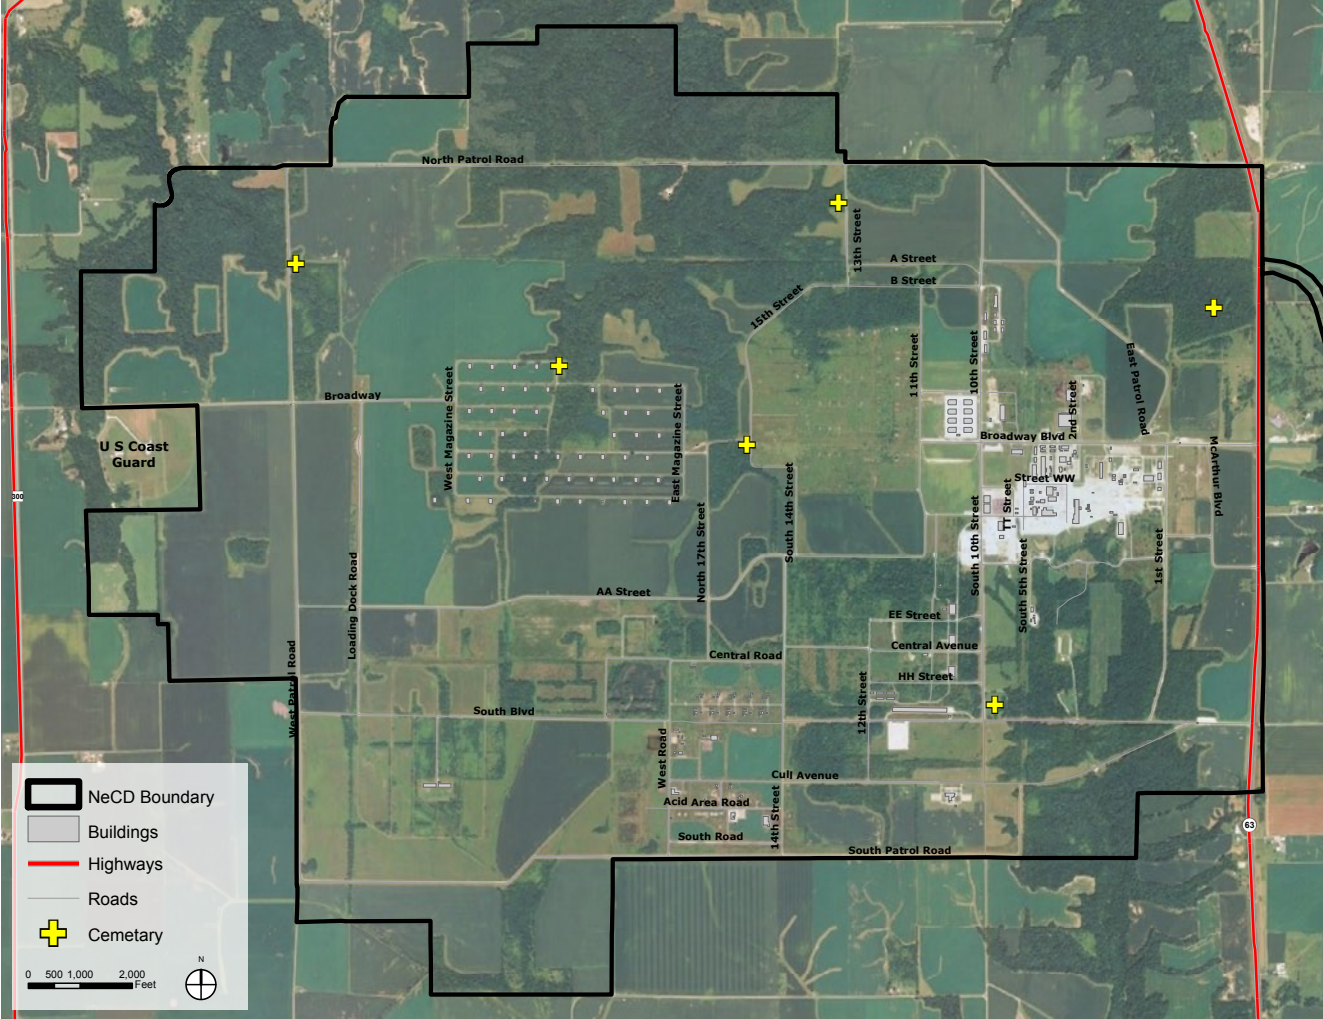 North Patrol Road
13th Street
A Street
B Street
15th Street
11th Street
10th Street
East Patrol Road
2nd Street
Broadway
West Magazine Street
East Magazine Street
Broadway Blvd
McArthur Blvd
U S Coast
Guard
300
Street WW
TT Street
South 14th Street
North 17th Street
South 10th Street
South 5th Street
1st Street
Loading Dock Road
AA Street
EE Street
Central Avenue
Central Road
HH Street
West Patrol Road
12th Street
South Blvd
West Road
Cull Avenue
Acid Area Road
14th Street
South Road
South Patrol Road
63
NeCD Boundary
Buildings
Highways
Roads
Cemetary
N
0 500 1,000 2,000
Feet